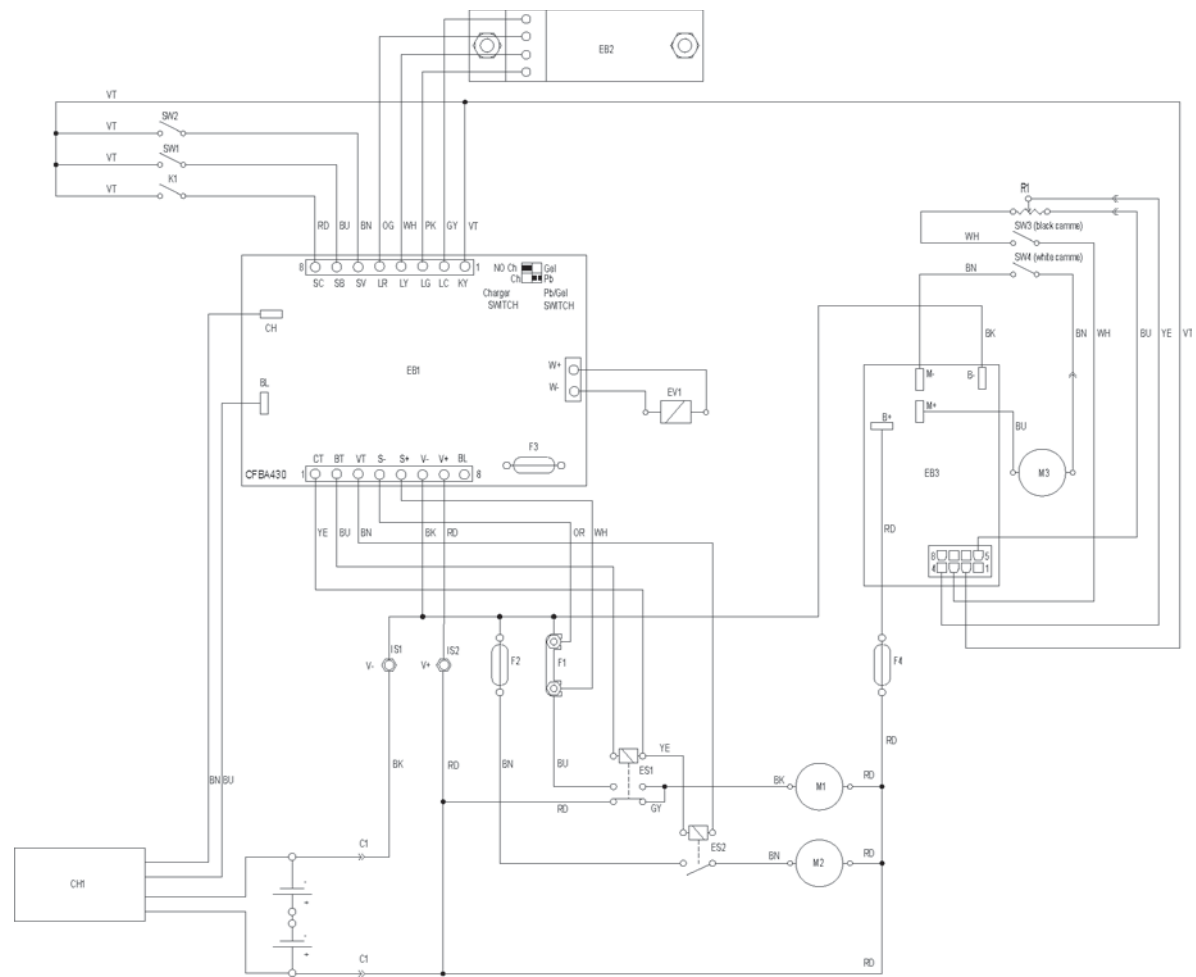 EB2
VT
SW2
VT
SW1
VT
K1
VT
R1
SW3 (black camme)
WH
SW4 (white camme)
BN
RD BU BN OG WH PK GY VT
8 1
SC SB SV LR LY LG LC KY
NO Ch Gel
Ch Pb
Charger Pb/Gel
SWITCH SWITCH
CH
BK
BN WH BU YE VT
EB1
BL
W+
W-
EV1
M- B-
M+
B+
BU
M3
EB3
F3
CT BT VT S- S+ V- V+ BL
CFBA430 1 8
YE BU BN BK RD OR WH
RD
8 5
4 1
IS1 IS2
V- V+
F2 F1
F4
BK RD BN BU
YE
RD
ES1
RD GY
BK M1 RD
BN BU
ES2
C1
BN M2 RD
CH1
- +
- +
C1
RD